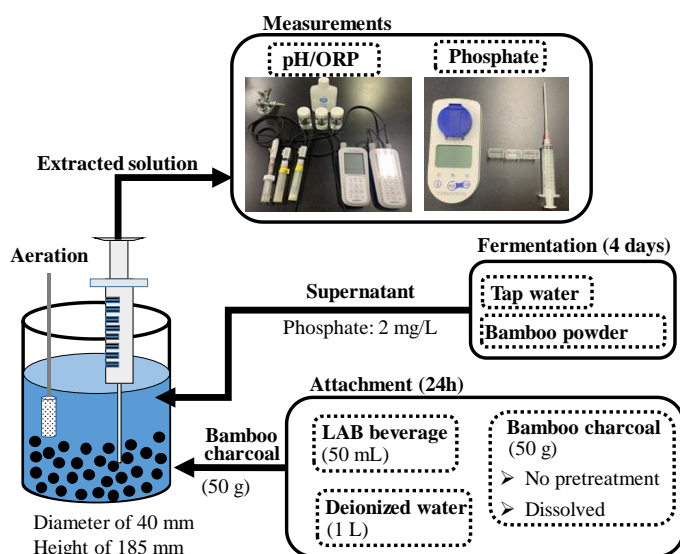 Measurements
pH/ORP
Phosphate
Extracted solution
Aeration
Fermentation (4 days)
Tap water
Bamboo powder
Supernatant
Phosphate: 2 mg/L
Attachment (24h)
LAB beverage
(50 mL)
Deionized water
(1 L)
Bamboo charcoal
(50 g)
➢ No pretreatment
➢ Dissolved
Bamboo
charcoal
(50 g)
Diameter of 40 mm
Height of 185 mm